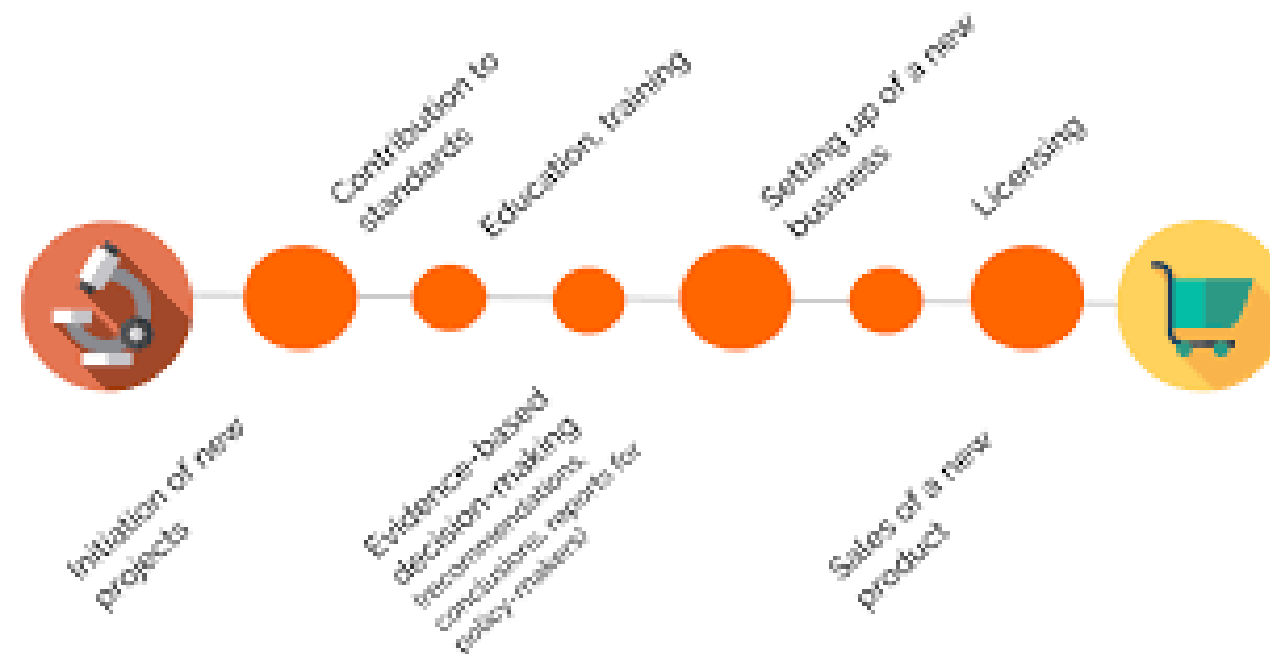 Contribution to
standards
Education, training
Setting up of a new
business
Licensing
Initiation of new
projects
Evidence-based
decision-making
(recommendations,
conclusions, reports for
policy-makers)
Sales of a new
product